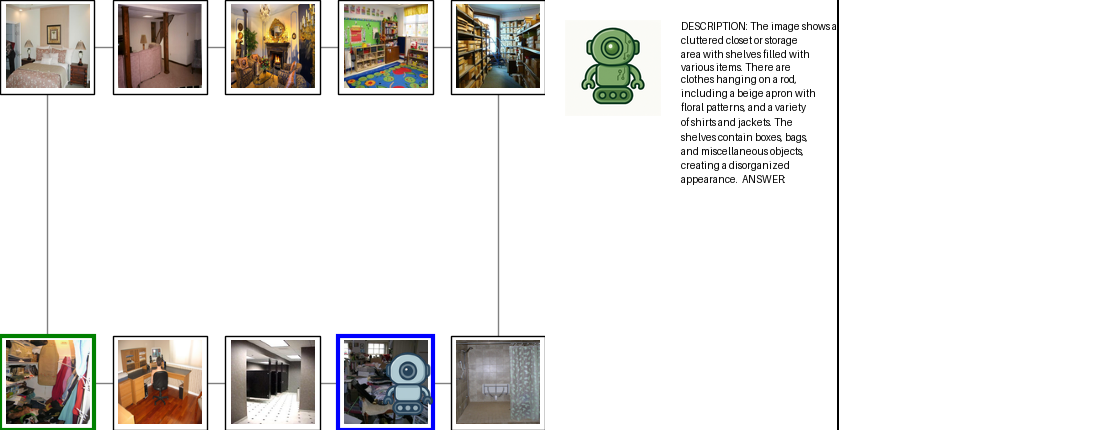 DESCRIPTION: The image shows a
cluttered closet or storage
area with shelves filled with
various items. There are
clothes hanging on a rod,
including a beige apron with
floral patterns, and a variety
of shirts and jackets. The
shelves contain boxes, bags,
and miscellaneous objects,
creating a disorganized
appearance. ANSWER: